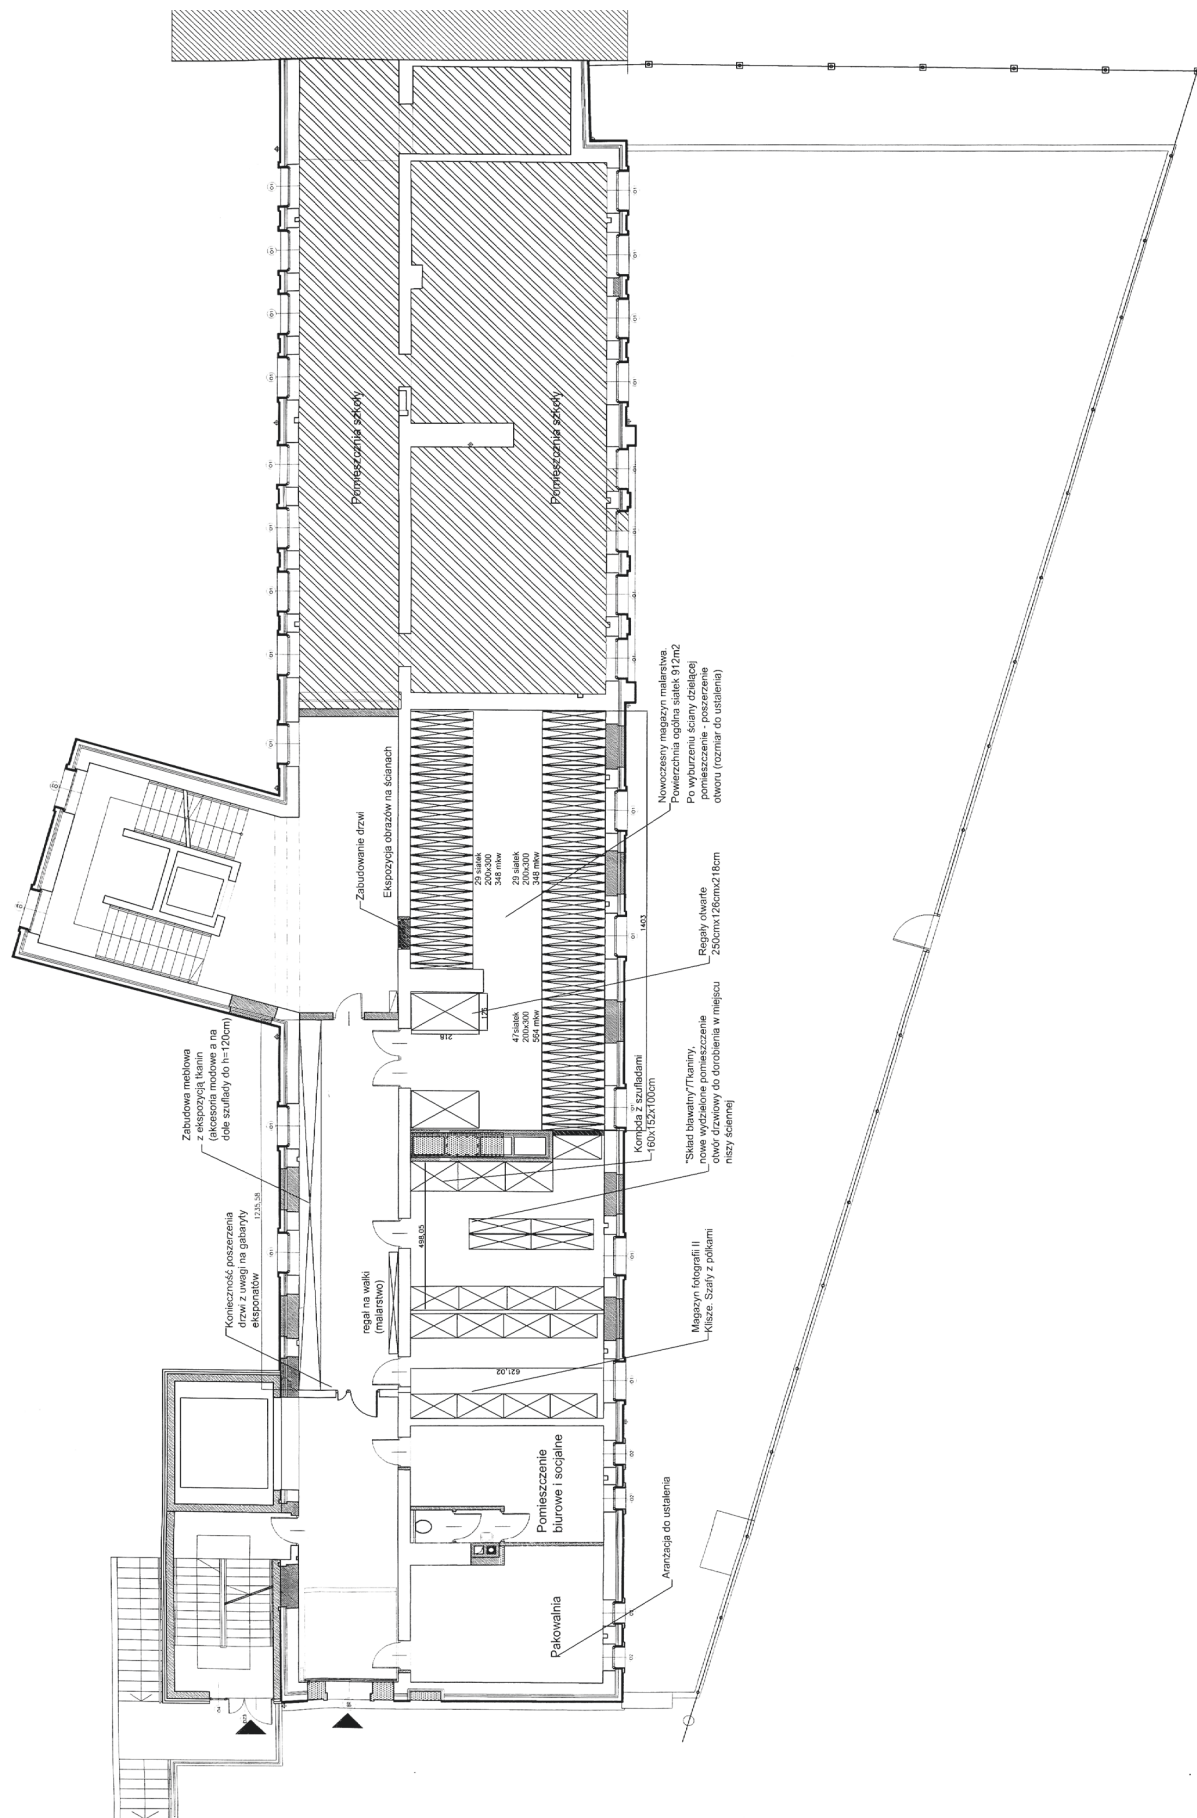 Pomieszcznia szkoły
Pomieszcznia szkoły
Nowoczesny magazyn malarstwa.
Powierzchnia ogólna siatek 912m2
Po wyburzeniu ściany dzielącej
pomieszczenie - poszerzenie
otworu (rozmiar do ustalenia)
Zabudowanie drzwi
Ekspozycja obrazów na ścianach
29 siatek
200x300
348 mkw
29 siatek
200x300
348 mkw
1403
Regały otwarte
250cmx126cmx218cm
218
47siatek
200x300
564 mkw
Zabudowa meblowa
z ekspozycją tkanin
(akcesoria modowe a na
dole szuflady do h=120cm)
Komoda z szufladami
160x152x100cm
"Skład bławatny"/Tkaniny,
nowe wydzielone pomieszczenie
otwór drzwiowy do dorobienia w miejscu
niszy ściennej
Konieczność poszerzenia
drzwi z uwagi na gabaryty
eksponatów
1235,58
498,05
regał na wałki
(malarstwo)
Magazyn fotografii II
Klisze. Szafy z półkami
621,02
Pomieszczenie
biurowe i socjalne
Aranżacja do ustalenia
Pakowalnia